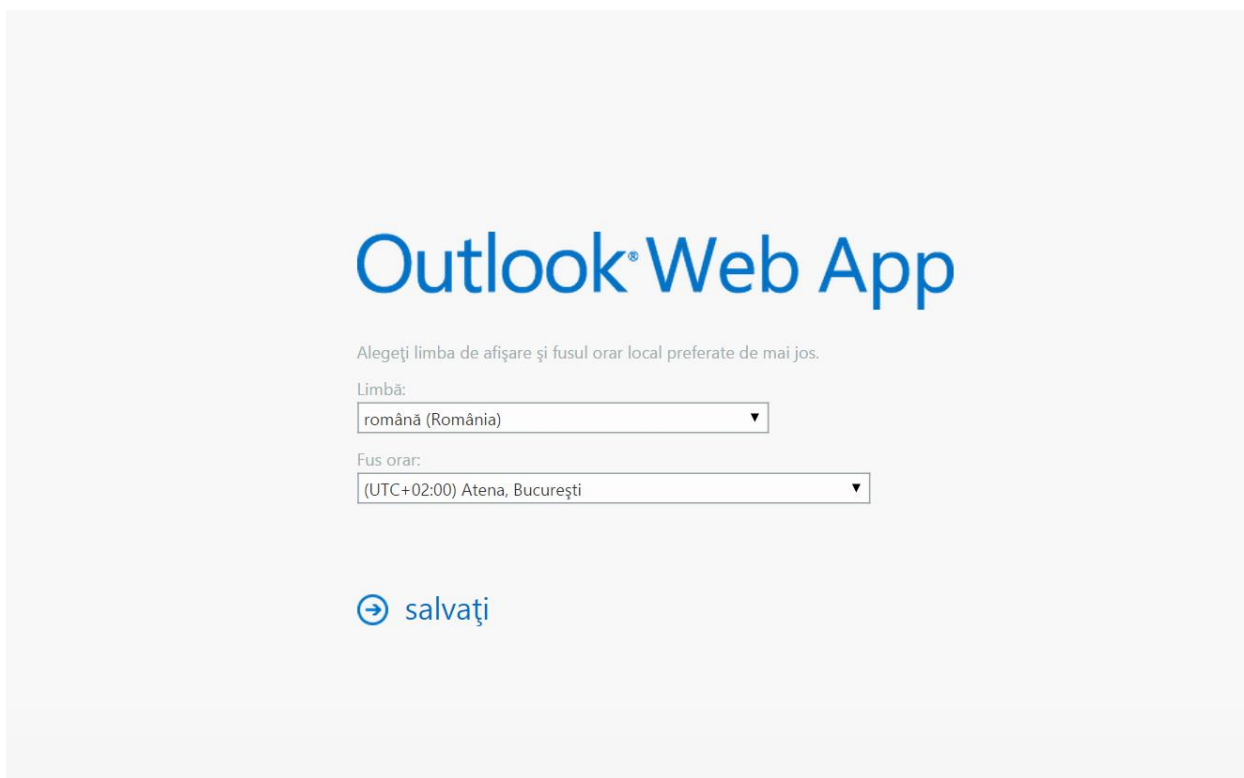 Outlook® Web App
Alegeţi limba de afişare şi fusul orar local preferate de mai jos.
Limbă:
română (România)
Fus orar:
(UTC+02:00) Atena, Bucureşti
salvaţi